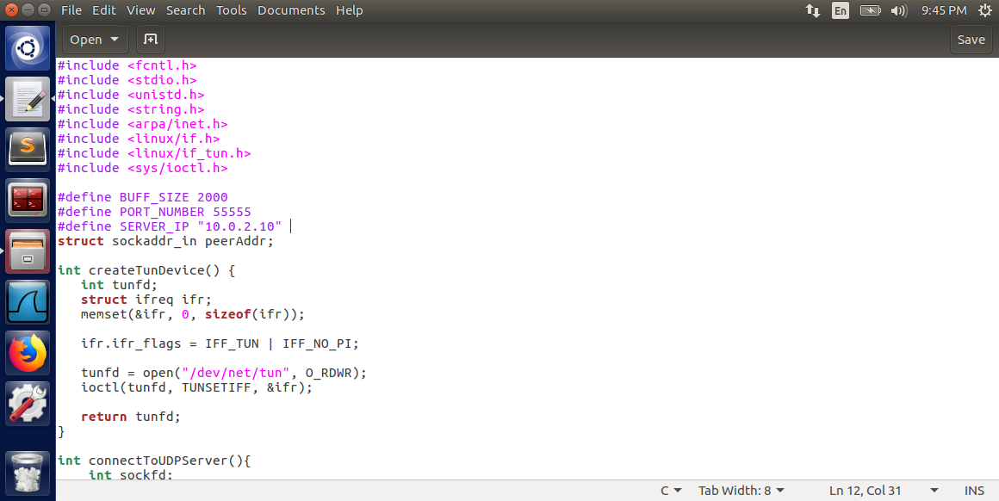 File Edit View Search Tools Documents Help En 9:45 PM
Open Save
#include <fcntl.h>
#include <stdio.h>
#include <unistd.h>
#include <string.h>
#include <arpa/inet.h>
#include <linux/if.h>
#include <linux/if_tun.h>
#include <sys/ioctl.h>
#define BUFF_SIZE 2000
#define PORT_NUMBER 55555
#define SERVER_IP "10.0.2.10"
struct sockaddr_in peerAddr;
int createTunDevice() {
int tunfd;
struct ifreq ifr;
memset(&ifr, 0, sizeof(ifr));
ifr.ifr_flags = IFF_TUN | IFF_NO_PI;
tunfd = open("/dev/net/tun", O_RDWR);
ioctl(tunfd, TUNSETIFF, &ifr);
return tunfd;
}
int connectToUDPServer(){
int sockfd;
C Tab Width: 8 Ln 12, Col 31 INS